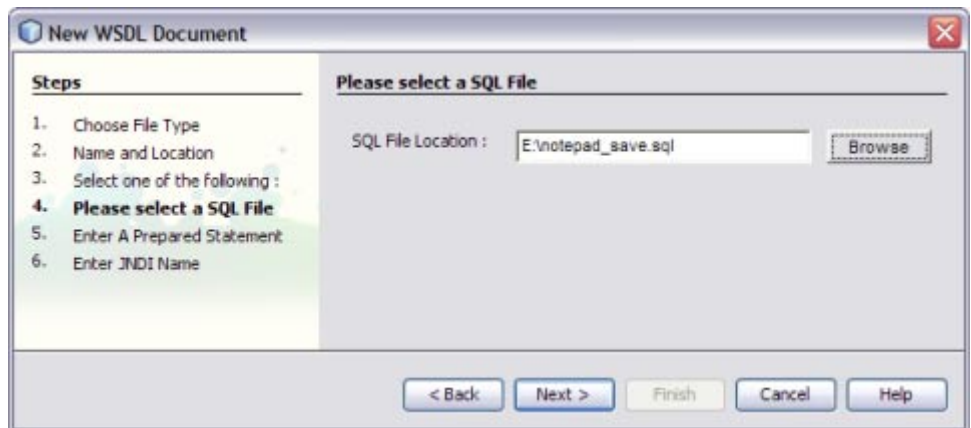 New WSDL Document
Steps
1. Choose File Type
2. Name and Location
3. Select one of the following :
4. Please select a SQL File
5. Enter A Prepared Statement
6. Enter JNDI Name
Please select a SQL File
SQL File Location : E:\notepad_save.sql Browse
< Back Next > Finish Cancel Help